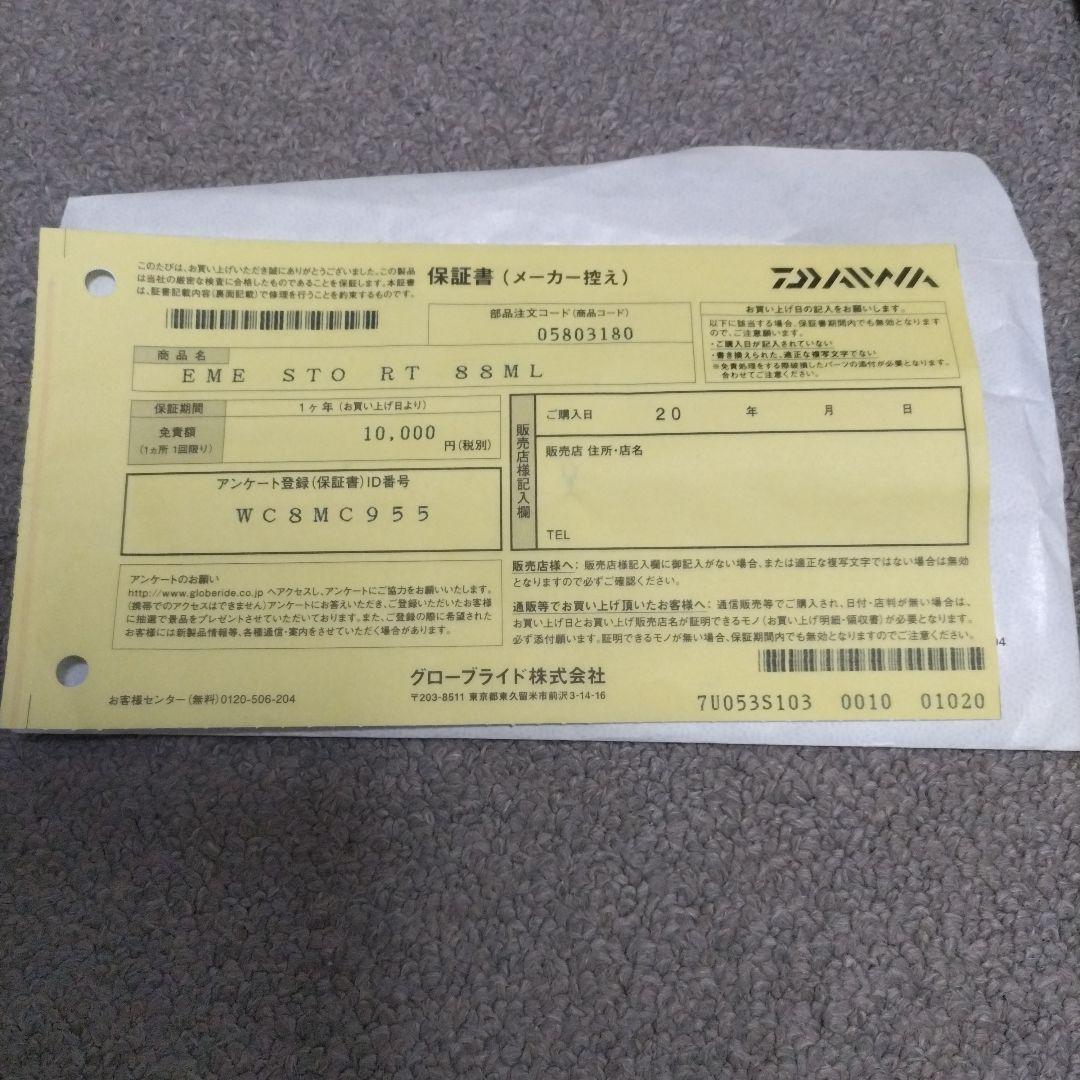 このたびは、お買い上げいただき誠にありがとうございました。この製品
は当社の厳密な検査に合格したものであることを保証します。本証書
は、証書記載内容(裏面記載)で修理を行うことを約束するものです。
保証書(メーカー控え)
DAIWA
部品注文コード(商品コード)
05803180
商品名
EME STO RT 88ML
お買い上げ日の記入をお願いします。
以下に該当する場合、保証書期間内でも無効となります
ので、ご注意願います。
・ご購入日が記入されていない
・書き換えられた、適正な複写文字でない
※免責処理をする際破損したパーツの添付が必要となります。
合わせてご注意ください。
保証期間
1ヶ年(お買い上げ日より)
免責額
(1ヵ所 1回限り)
10,000
円(税別)
アンケート登録(保証書)ID番号
WC8MC955
販売店様記入欄
ご購入日 20 年 月 日
販売店 住所・店名
TEL
アンケートのお願い
http://www.globeride.co.jp へアクセスし、アンケートにご協力をお願いいたします。
(携帯でのアクセスはできません)アンケートにお答えいただき、ご登録いただいたお客様
に抽選で景品をプレゼントさせていただいております。また、ご登録の際に希望された
お客様には新製品情報等、各種通信・案内をさせていただく場合があります。
販売店様へ: 販売店様記入欄に御記入がない場合、または適正な複写文字ではない場合は無効
となりますので必ずご確認ください。
通販等でお買い上げ頂いたお客様へ: 通信販売等でご購入され、日付・店判が無い場合は、
お買い上げ日とお買い上げ販売店名が証明できるモノ(お買い上げ明細・領収書)が必要となります。
必ず添付願います。証明できるモノが無い場合、保証期間内でも無効となりますのでご注意ください。
お客様センター(無料)0120-506-204
グローブライド株式会社
〒203-8511 東京都東久留米市前沢3-14-16
7U053S103 0010 01020